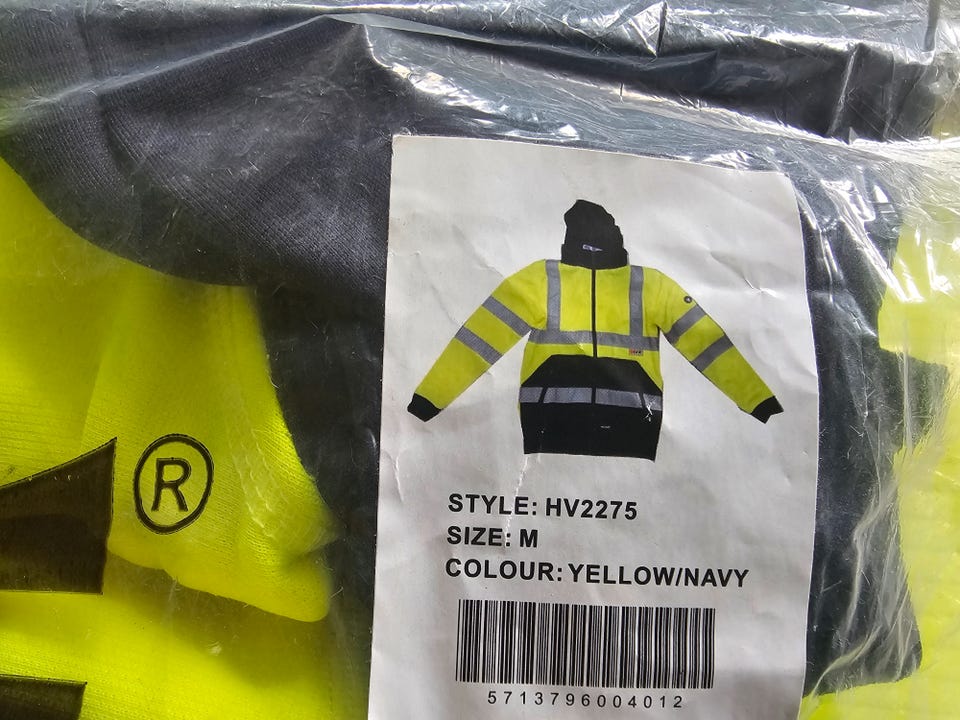 ®
STYLE: HV2275
SIZE: M
COLOUR: YELLOW/NAVY
5713796004012